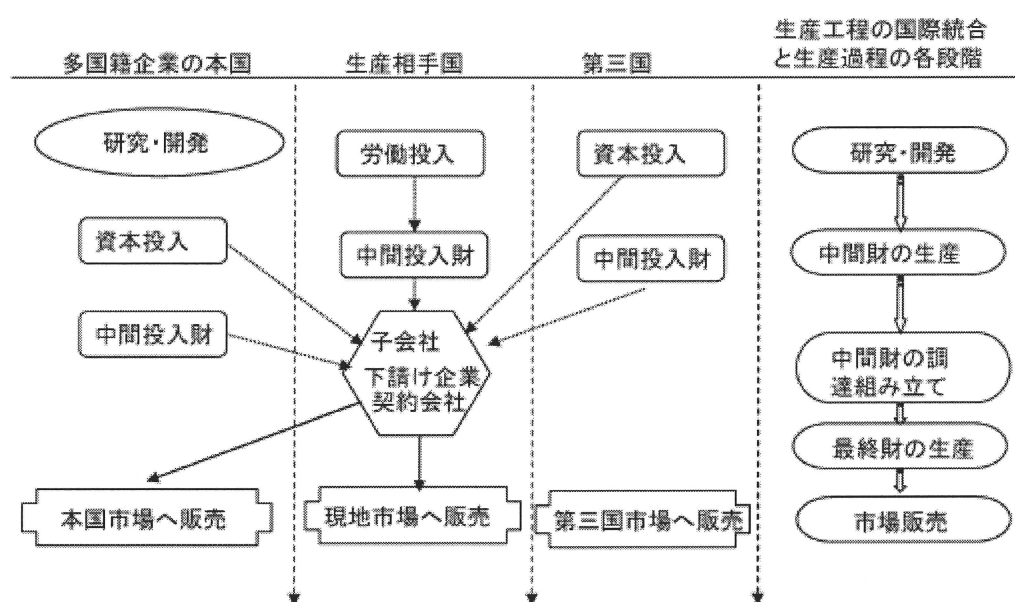 多国籍企業の本国
生産相手国
第三国
生産工程の国際統合
と生産過程の各段階
研究・開発
労働投入
資本投入
研究・開発
資本投入
中間投入財
中間投入財
中間財の生産
中間投入財
子会社
下請け企業
契約会社
中間財の調
達組み立て
最終財の生産
本国市場へ販売
現地市場へ販売
第三国市場へ販売
市場販売